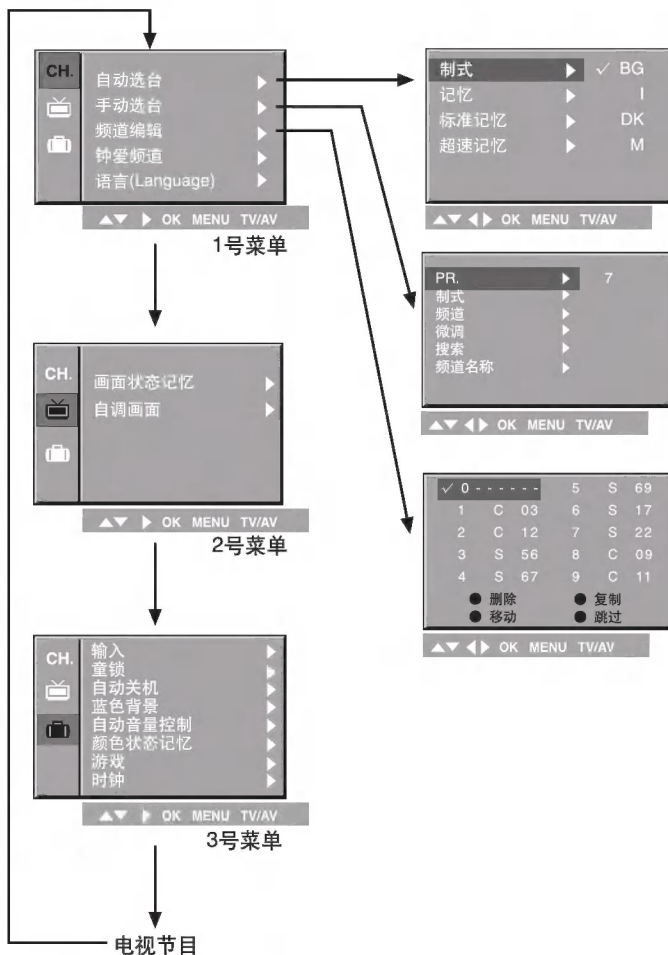 CH.
自动选台
手动选台
频道编辑
钟爱频道
语言(Language)
▲▼ ▶ OK MENU TV/AV
1号菜单
制式 ▶ ✓ BG
记忆 ▶ I
标准记忆 ▶ DK
超速记忆 ▶ M
▲▼ ◀▶ OK MENU TV/AV
PR. ▶ 7
制式 ▶
频道 ▶
微调 ▶
搜索 ▶
频道名称 ▶
▲▼ ◀▶ OK MENU TV/AV
CH.
画面状态记忆
自调画面
▲▼ ▶ OK MENU TV/AV
2号菜单
✓ 0 - - - - - - 5 S 69
1 C 03 6 S 17
2 C 12 7 S 22
3 S 56 8 C 09
4 S 67 9 C 11
● 删除 ● 复制
● 移动 ● 跳过
▲▼ ◀▶ OK MENU TV/AV
CH.
输入
童锁
自动关机
蓝色背景
自动音量控制
颜色状态记忆
游戏
时钟
▲▼ ▶ OK MENU TV/AV
3号菜单
电视节目